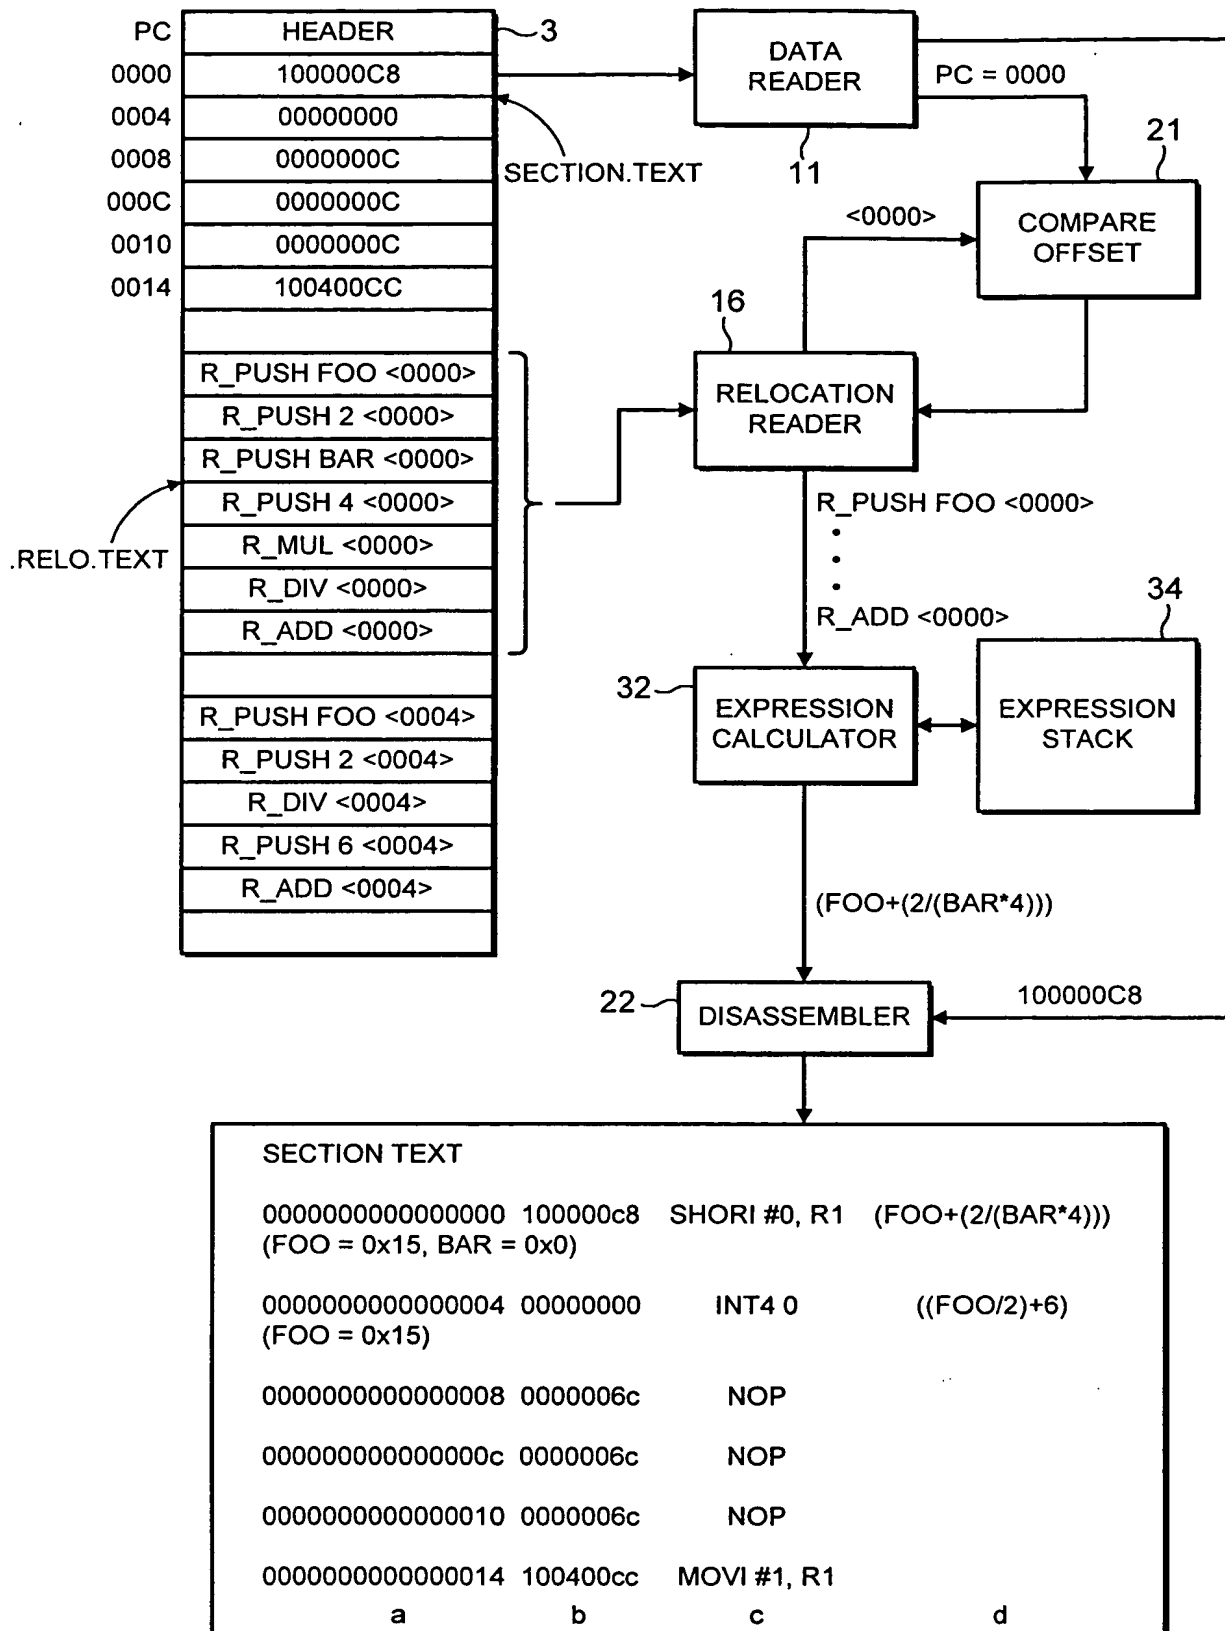 PC HEADER 3
0000 100000C8
0004 00000000
0008 0000000C
000C 0000000C
0010 0000000C
0014 100400CC
SECTION.TEXT
R_PUSH FOO <0000>
R_PUSH 2 <0000>
R_PUSH BAR <0000>
R_PUSH 4 <0000>
R_MUL <0000>
R_DIV <0000>
R_ADD <0000>
.RELO.TEXT
R_PUSH FOO <0004>
R_PUSH 2 <0004>
R_DIV <0004>
R_PUSH 6 <0004>
R_ADD <0004>
DATA
READER
11
PC = 0000
21
COMPARE
OFFSET
<0000>
16
RELOCATION
READER
R_PUSH FOO <0000>
R_ADD <0000>
32
EXPRESSION
CALCULATOR
34
EXPRESSION
STACK
(FOO+(2/(BAR*4)))
22
DISASSEMBLER
100000C8
SECTION TEXT
0000000000000000 100000c8 SHORI #0, R1 (FOO+(2/(BAR*4)))
(FOO = 0x15, BAR = 0x0)
0000000000000004 00000000 INT4 0 ((FOO/2)+6)
(FOO = 0x15)
0000000000000008 0000006c NOP
000000000000000c 0000006c NOP
0000000000000010 0000006c NOP
0000000000000014 100400cc MOVI #1, R1
a b c d